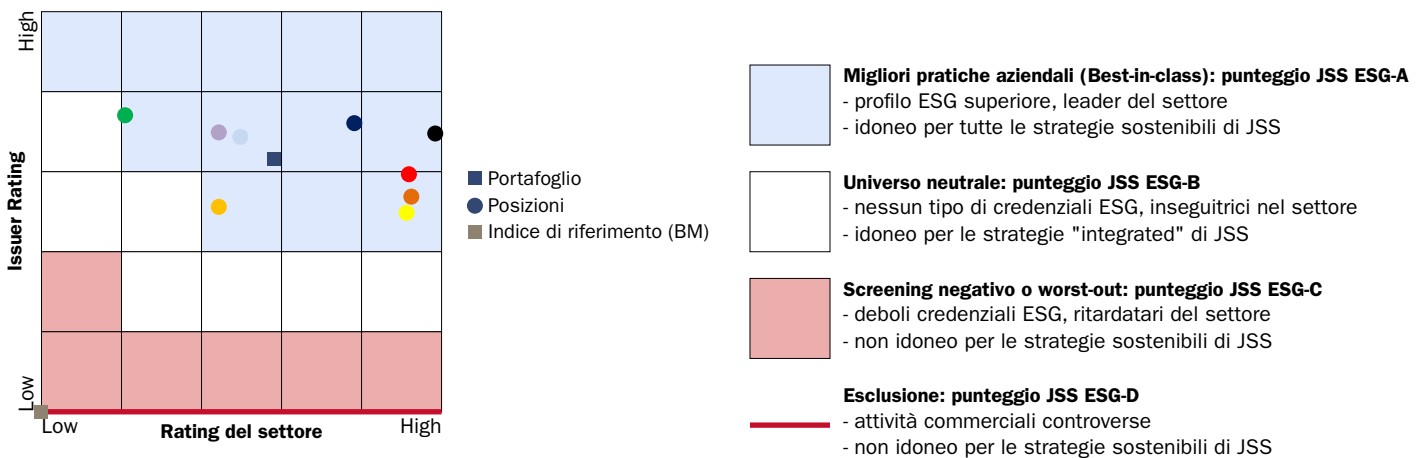 High
Issuer Rating
Low
Low
Rating del settore
High
Portafoglio
Posizioni
Indice di riferimento (BM)
Migliori pratiche aziendali (Best-in-class): punteggio JSS ESG-A
- profilo ESG superiore, leader del settore
- idoneo per tutte le strategie sostenibili di JSS
Universo neutrale: punteggio JSS ESG-B
- nessun tipo di credenziali ESG, inseguitrici nel settore
- idoneo per le strategie "integrated" di JSS
Screening negativo o worst-out: punteggio JSS ESG-C
- deboli credenziali ESG, ritardatari del settore
- non idoneo per le strategie sostenibili di JSS
Esclusione: punteggio JSS ESG-D
- attività commerciali controverse
- non idoneo per le strategie sostenibili di JSS